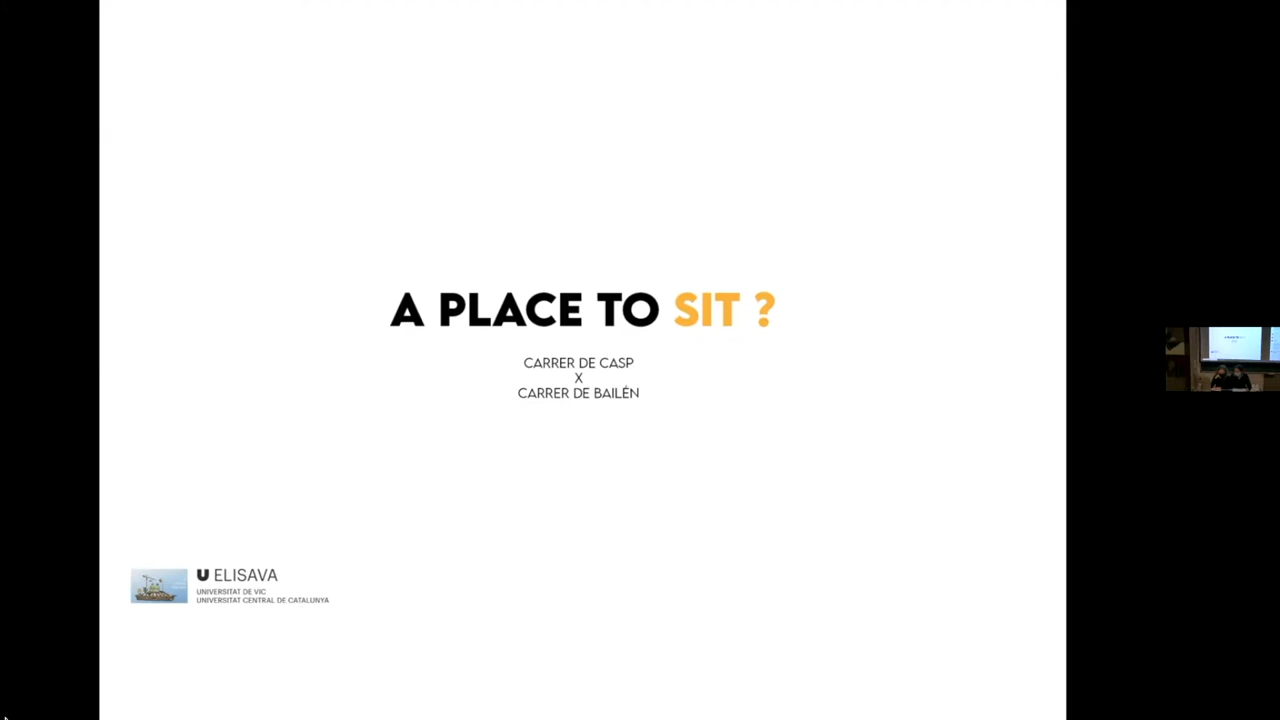 A PLACE TO SIT ?
CARRER DE CASP
X
CARRER DE BAILÉN
U ELISAVA
UNIVERSITAT DE VIC
UNIVERSITAT CENTRAL DE CATALUNYA